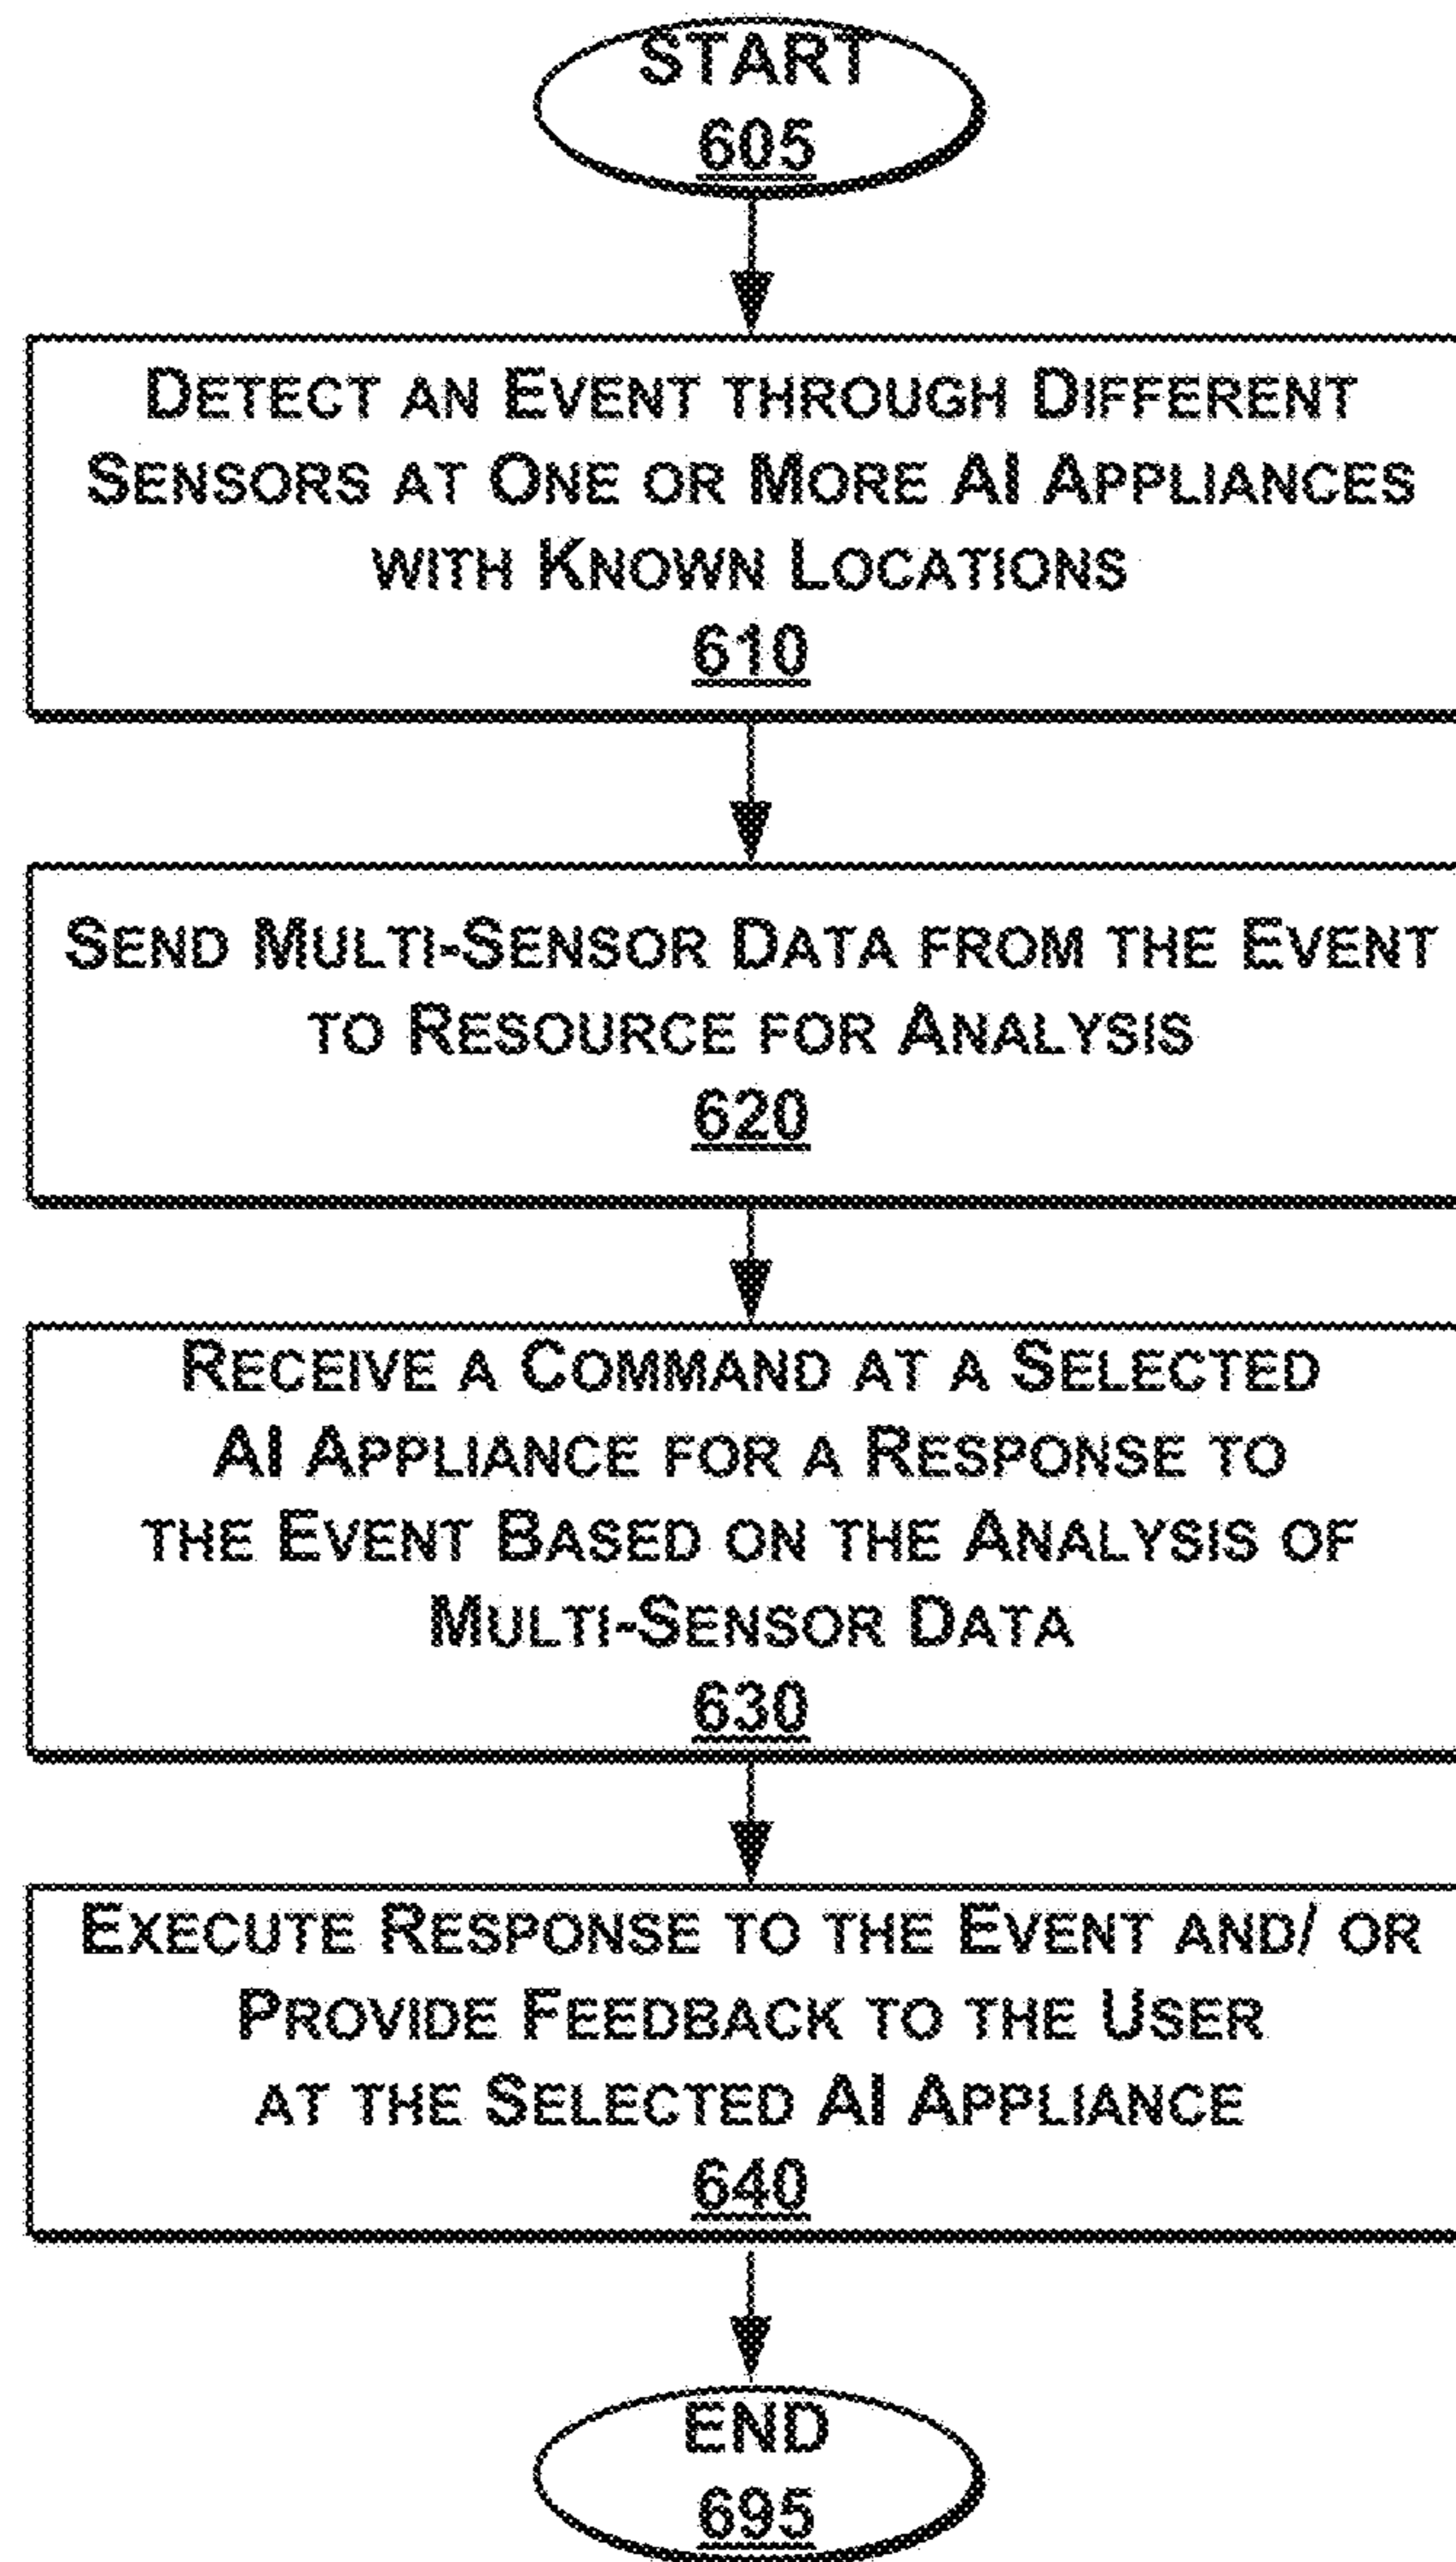 START
605
DETECT AN EVENT THROUGH DIFFERENT
SENSORS AT ONE OR MORE AI APPLIANCES
WITH KNOWN LOCATIONS
610
SEND MULTI-SENSOR DATA FROM THE EVENT
TO RESOURCE FOR ANALYSIS
620
RECEIVE A COMMAND AT A SELECTED
AI APPLIANCE FOR A RESPONSE TO
THE EVENT BASED ON THE ANALYSIS OF
MULTI-SENSOR DATA
630
EXECUTE RESPONSE TO THE EVENT AND/ OR
PROVIDE FEEDBACK TO THE USER
AT THE SELECTED AI APPLIANCE
640
END
695